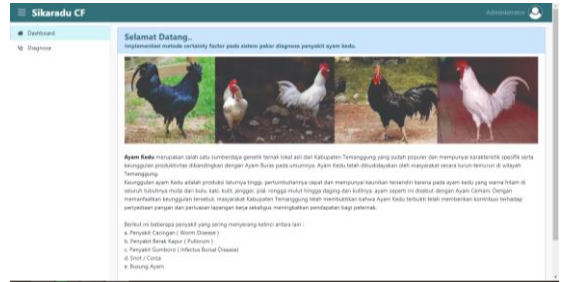 Sikaradu CF
Administrator
Dashboard
Diagnosa
Selamat Datang..
Implementasi metode certainty factor pada sistem pakar diagnosa penyakit ayam kedu.
Ayam Kedu merupakan salah satu sumberdaya genetik ternak lokal asli dari Kabupaten Temanggung yang sudah populer dan mempunyai karakteristik spesifik serta
keunggulan produktivitas dibandingkan dengan Ayam Buras pada umumnya. Ayam Kedu telah dibudidayakan oleh masyarakat secara turun-temurun di wilayah
Temanggung.
Keunggulan ayam Kedu adalah produksi telurnya tinggi, pertumbuhannya cepat dan mempunyai keunikan tersendiri karena pada ayam kedu yang warna hitam di
seluruh tubuhnya mulai dari bulu, kaki, kulit, jengger, pial, rongga mulut hingga daging dan kulitnya, ayam seperti ini disebut dengan Ayam Cemani. Dengan
memanfaatkan keunggulan tersebut, masyarakat Kabupaten Temanggung telah membuktikan bahwa Ayam Kedu terbukti telah memberikan kontribusi terhadap
penyediaan pangan dan perluasan lapangan kerja sekaligus meningkatkan pendapatan bagi peternak.
Berikut ini beberapa penyakit yang sering menyerang kelinci antara lain :
a. Penyakit Cacingan ( Worm Disease )
b. Penyakit Berak Kapur ( Pullorum )
c. Penyakit Gumboro ( Infectus Bursal Disease)
d. Snot / Coriza
e. Busung Ayam